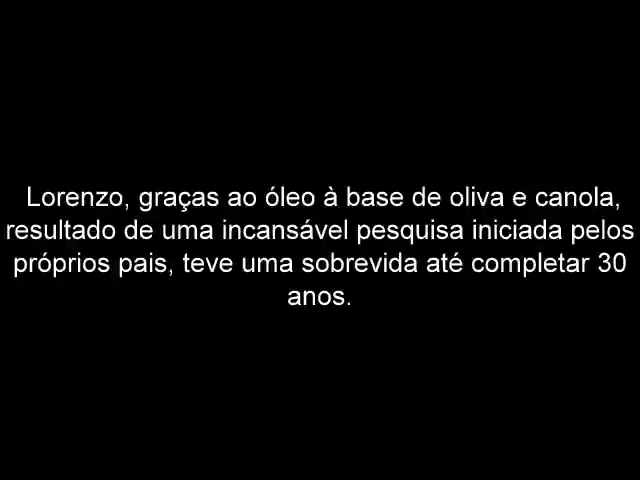 Lorenzo, graças ao óleo à base de oliva e canola,
resultado de uma incansável pesquisa iniciada pelos
próprios pais, teve uma sobrevida até completar 30
anos.